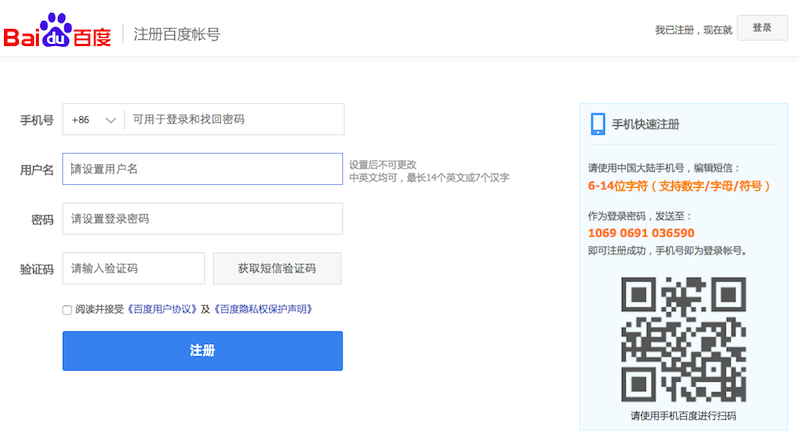 Bai du 百度 注册百度帐号
我已注册，现在就 登录
手机号 +86 可用于登录和找回密码
用户名 请设置用户名
设置后不可更改
中英文均可，最长14个英文或7个汉字
密码 请设置登录密码
验证码 请输入验证码 获取短信验证码
阅读并接受《百度用户协议》及《百度隐私权保护声明》
注册
手机快速注册
请使用中国大陆手机号，编辑短信：
6-14位字符（支持数字/字母/符号）
作为登录密码，发送至：
1069 0691 036590
即可注册成功，手机号即为登录帐号。
请使用手机百度进行扫码